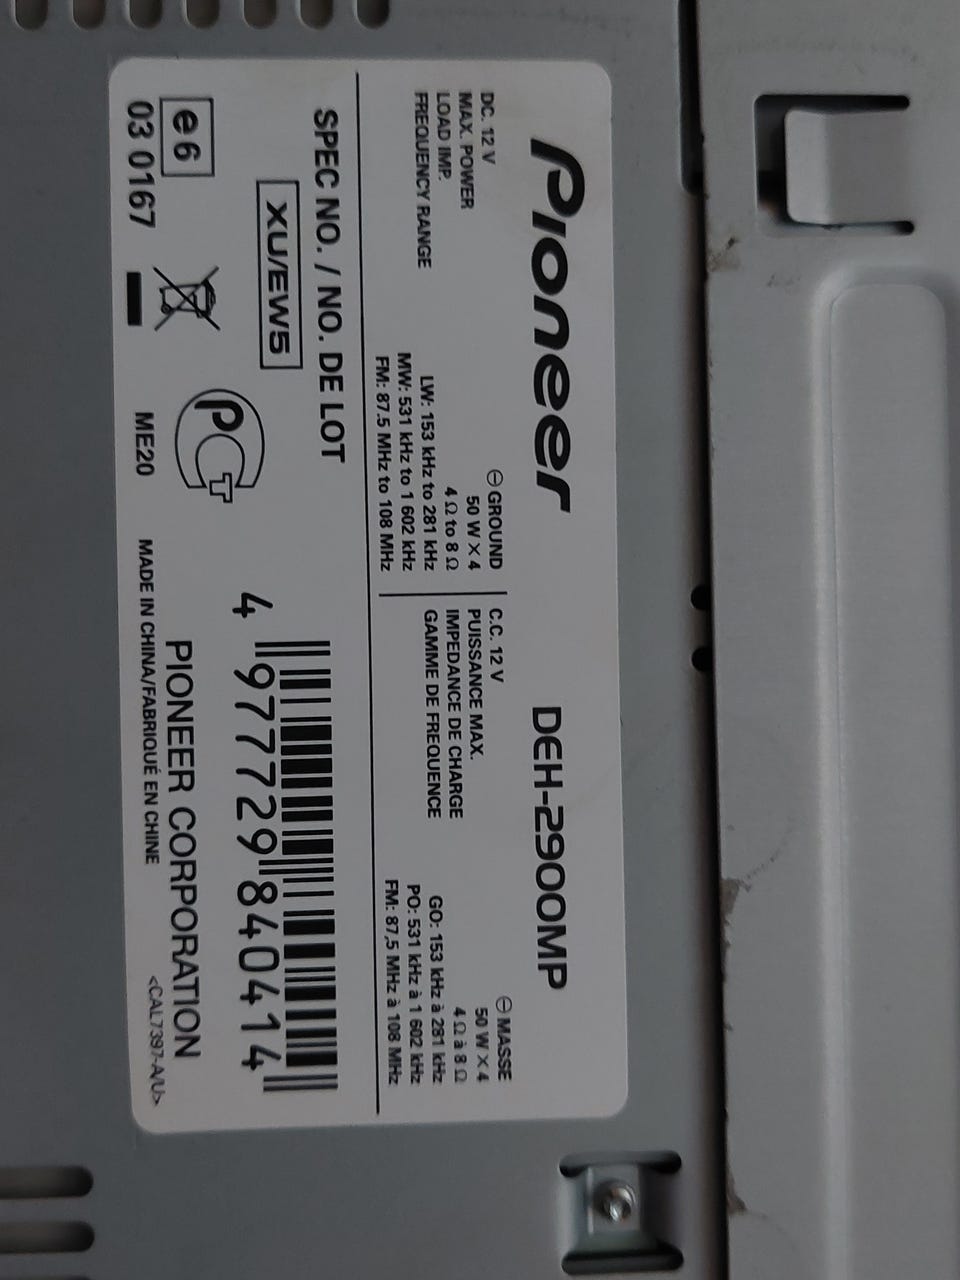 Pioneer DEH-2900MP
DC. 12 V ⊖ GROUND
MAX. POWER 50 W X 4
LOAD IMP. 4 Ω to 8 Ω
FREQUENCY RANGE LW: 153 kHz to 281 kHz
MW: 531 kHz to 1 602 kHz
FM: 87.5 MHz to 108 MHz
C.C. 12 V ⊖ MASSE
PUISSANCE MAX. 50 W X 4
IMPEDANCE DE CHARGE 4 Ω à 8 Ω
GAMME DE FREQUENCE GO: 153 kHz à 281 kHz
PO: 531 kHz à 1 602 kHz
FM: 87,5 MHz à 108 MHz
SPEC NO. / NO. DE LOT
XU/EW5
4 977729 840414
e6
03 0167
PCT
ME20
PIONEER CORPORATION
MADE IN CHINA/FABRIQUÉ EN CHINE
<CAL7397-A/U>